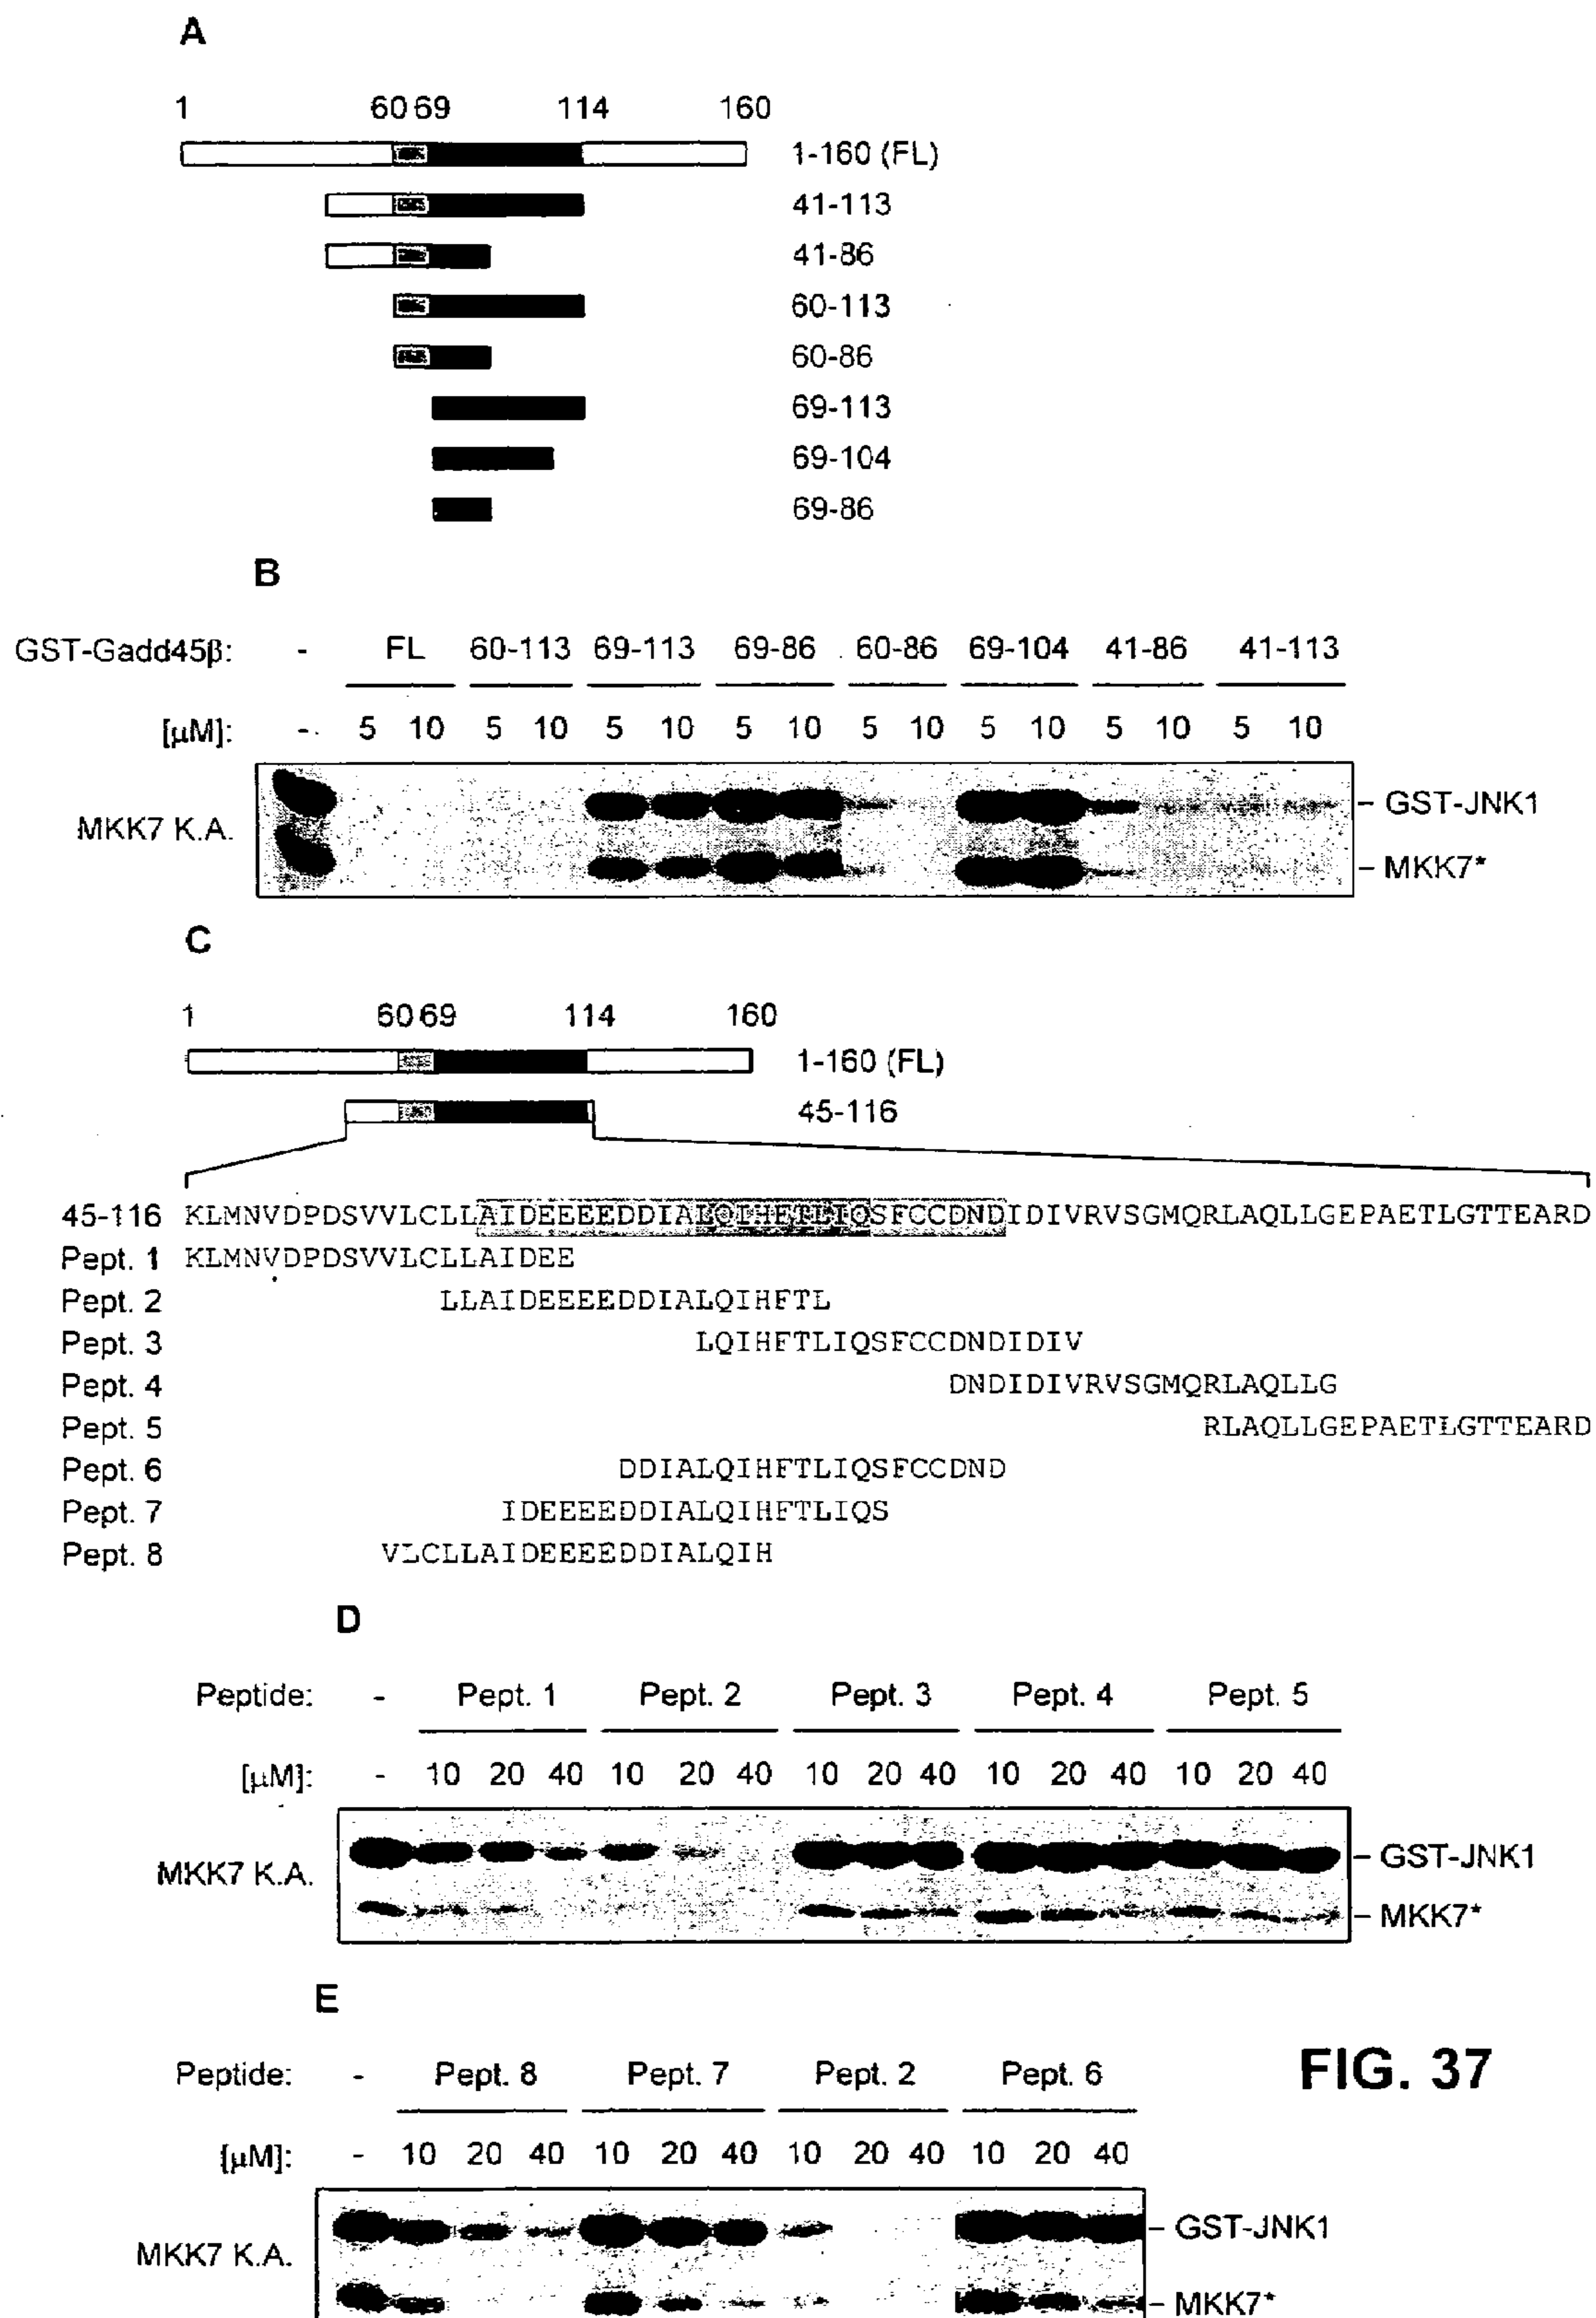 A
1 60 69 114 160
1-160 (FL)
41-113
41-86
60-113
60-86
69-113
69-104
69-86
B
GST-Gadd45β: - FL 60-113 69-113 69-86 60-86 69-104 41-86 41-113
[μM]: - 5 10 5 10 5 10 5 10 5 10 5 10 5 10 5 10
MKK7 K.A.
GST-JNK1
MKK7*
C
1 60 69 114 160
1-160 (FL)
45-116
45-116 KLMNVDPDSVVLCLLAIDEEEEDDIALQIHFTLIQSFCCDNDIDIVRVSGMQRLAQLLGEPAETLGTTEARD
Pept. 1 KLMNVDPDSVVLCLLAIDEE
Pept. 2 LLAIDEEEEDDIALQIHFTL
Pept. 3 LQIHFTLIQSFCCDNDIDIV
Pept. 4 DNDIDIVRVSGMQRLAQLLG
Pept. 5 RLAQLLGEPAETLGTTEARD
Pept. 6 DDIALQIHFTLIQSFCCDND
Pept. 7 IDEEEEDDIALQIHFTLIQS
Pept. 8 VLCLLAIDEEEEDDIALQIH
D
Peptide: - Pept. 1 Pept. 2 Pept. 3 Pept. 4 Pept. 5
[μM]: - 10 20 40 10 20 40 10 20 40 10 20 40 10 20 40
MKK7 K.A.
GST-JNK1
MKK7*
E
FIG. 37
Peptide: - Pept. 8 Pept. 7 Pept. 2 Pept. 6
[μM]: - 10 20 40 10 20 40 10 20 40 10 20 40
MKK7 K.A.
GST-JNK1
MKK7*